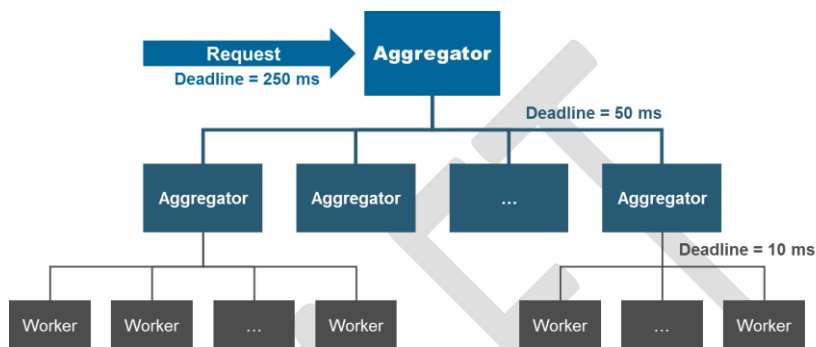 Request
Deadline = 250 ms
Aggregator
Deadline = 50 ms
Aggregator
Aggregator
...
Aggregator
Deadline = 10 ms
Worker
Worker
...
Worker
Worker
...
Worker